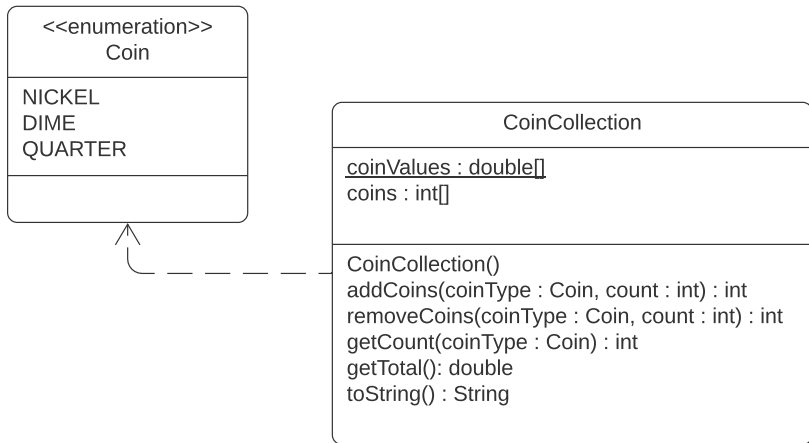 <<enumeration>>
Coin
NICKEL
DIME
QUARTER
CoinCollection
coinValues : double[]
coins : int[]
CoinCollection()
addCoins(coinType : Coin, count : int) : int
removeCoins(coinType : Coin, count : int) : int
getCount(coinType : Coin) : int
getTotal(): double
toString() : String